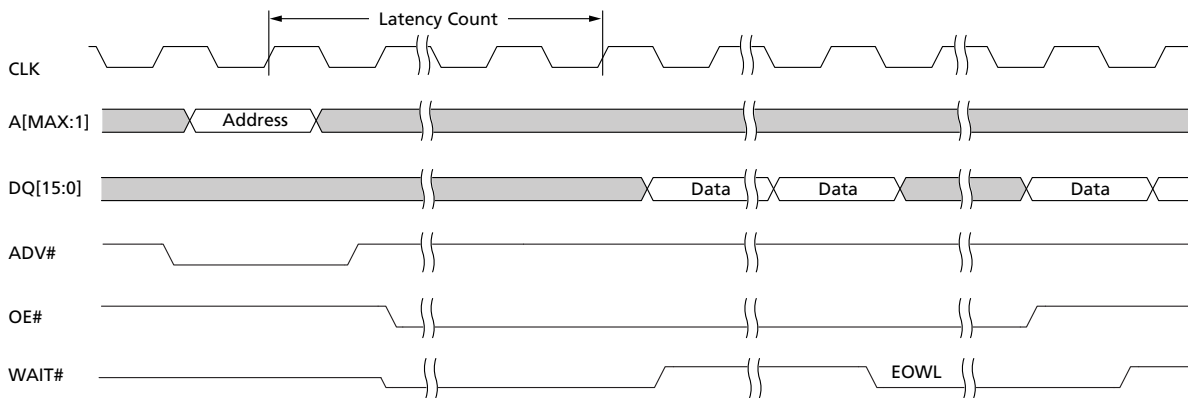 Latency Count
CLK
A[MAX:1]
Address
DQ[15:0]
Data
Data
Data
ADV#
OE#
WAIT#
EOWL